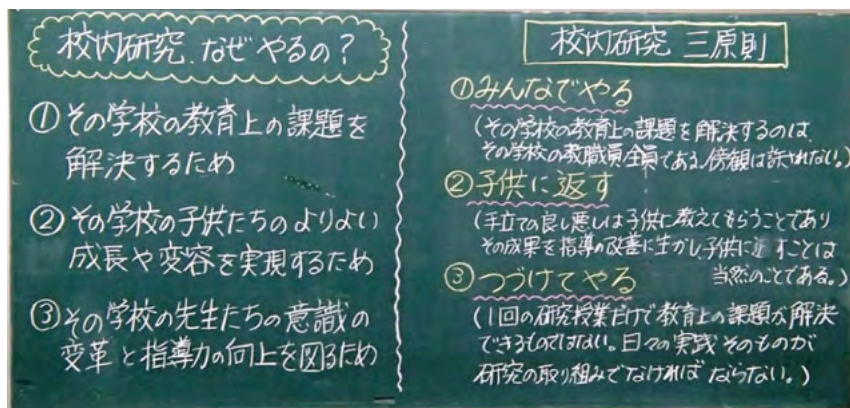 校内研究、なぜやるの？
①その学校の教育上の課題を
解決するため
②その学校の子供たちのよりよい
成長や変容を実現するため
③その学校の先生たちの意識の
変革と指導力の向上を図るため
校内研究 三原則
①みんなでやる
(その学校の教育上の課題を解決するのは、
その学校の教職員全員である。傍観は許されない。)
②子供に返す
(手立ての良し悪しは子供に教えてもらうことであり
その成果を指導の改善に生かし子供に返すことは
当然のことである。)
③つづけてやる
(1回の研究授業だけで教育上の課題が解決
できるものではない。日々の実践そのものが
研究の取り組みでなければならない。)